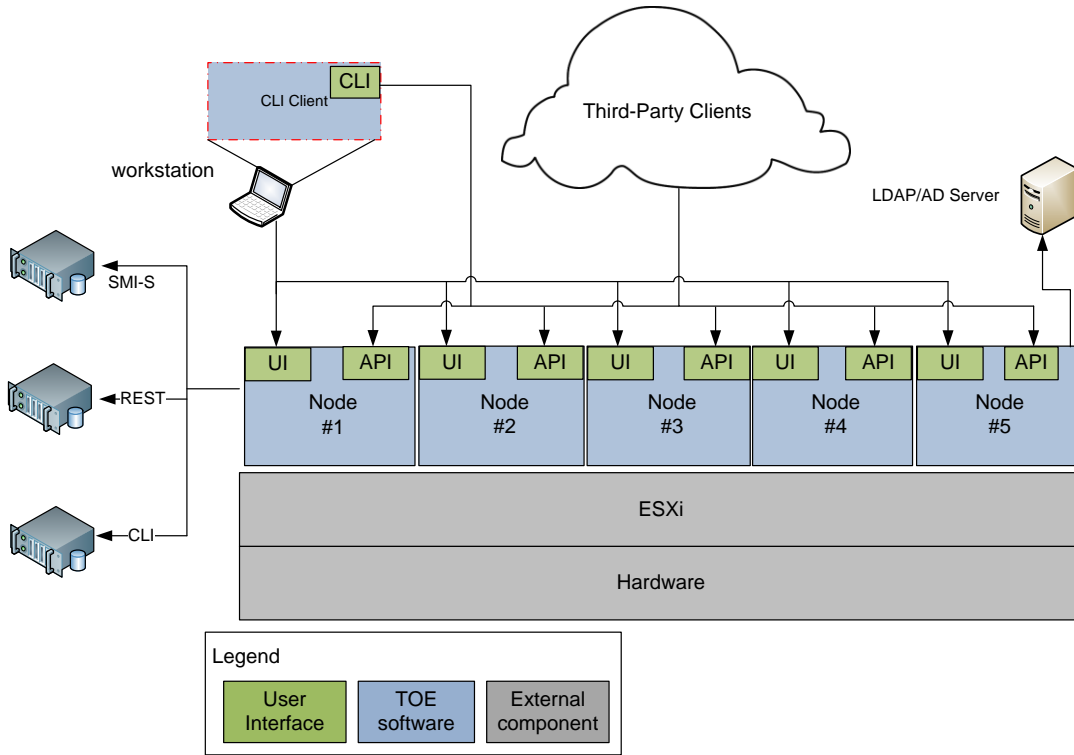 CLI
CLI Client
Third-Party Clients
workstation
LDAP/AD Server
SMI-S
REST
CLI
UI
API
UI
API
UI
API
UI
API
UI
API
Node
#1
Node
#2
Node
#3
Node
#4
Node
#5
ESXi
Hardware
Legend
User
Interface
TOE
software
External
component